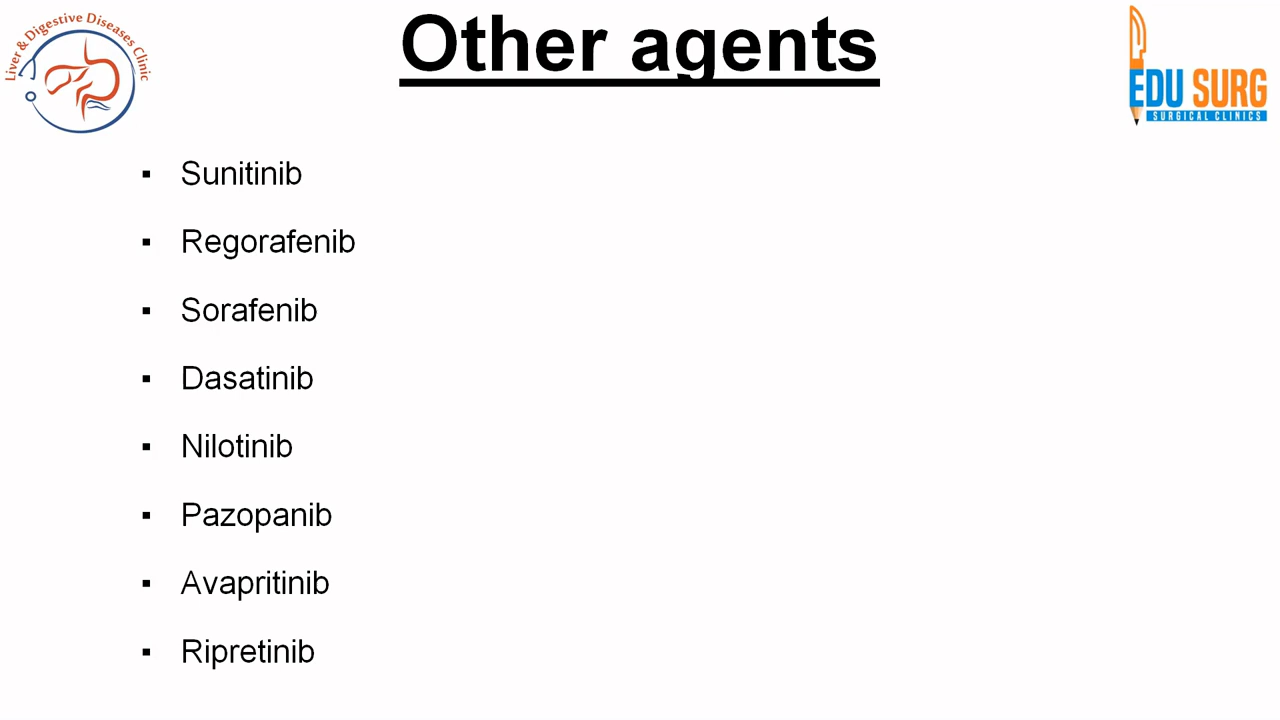 Liver & Digestive Diseases Clinic
Other agents
EDU SURG
SURGICAL CLINICS
▪ Sunitinib
▪ Regorafenib
▪ Sorafenib
▪ Dasatinib
▪ Nilotinib
▪ Pazopanib
▪ Avapritinib
▪ Ripretinib